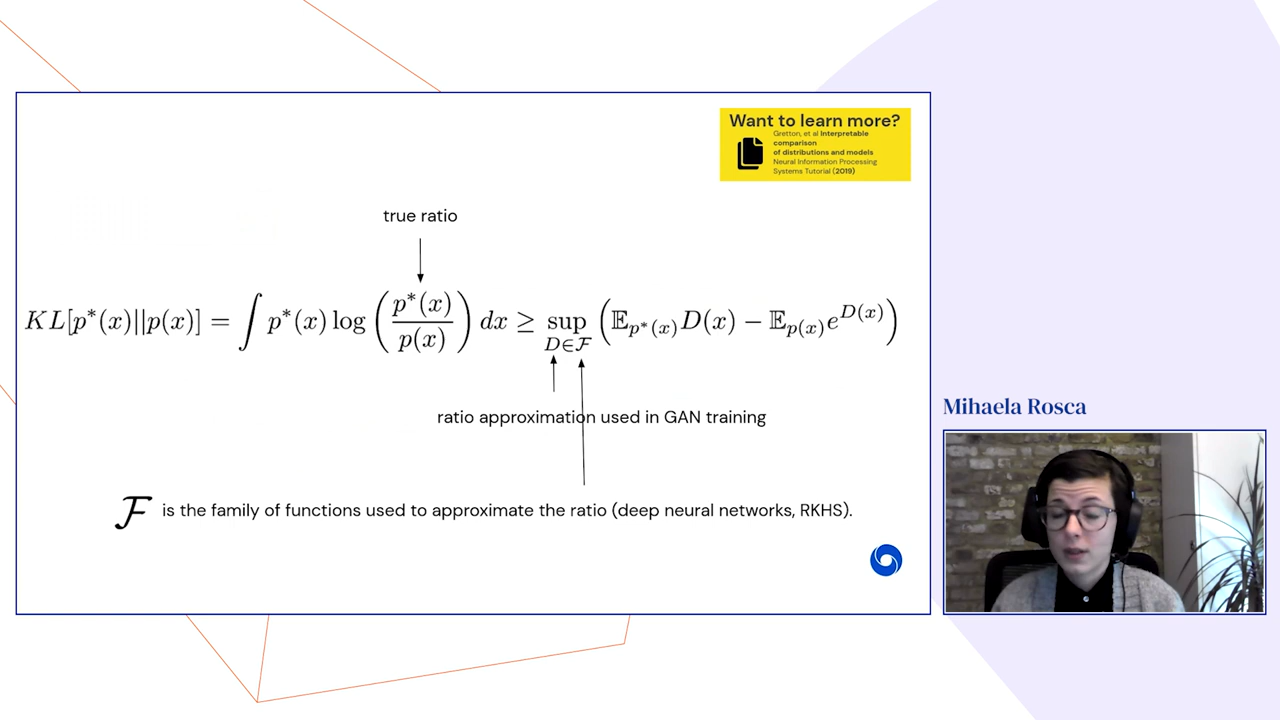 Want to learn more?
Gretton, et al Interpretable
comparison
of distributions and models
Neural Information Processing
Systems Tutorial (2019)
true ratio
KL[p*(x)||p(x)] = ∫ p*(x) log (p*(x)/p(x)) dx ≥ sup_{D∈ℱ} (𝔼_{p*(x)} D(x) − 𝔼_{p(x)} e^{D(x)})
ratio approximation used in GAN training
ℱ is the family of functions used to approximate the ratio (deep neural networks, RKHS).
Mihaela Rosca